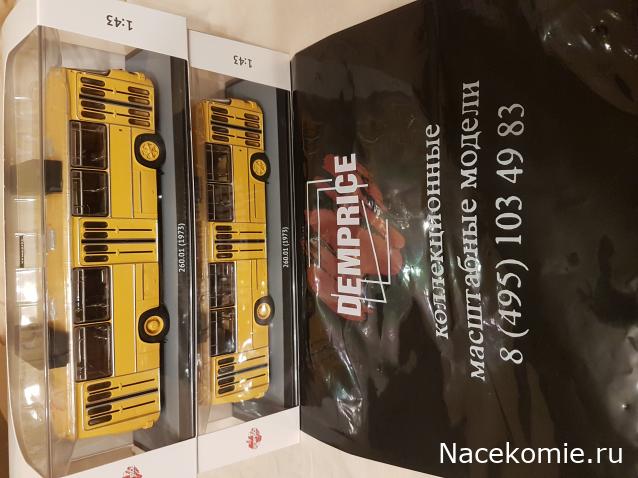 1:43
1:43
260.01 (1973)
260.01 (1973)
DEMPRICE
коллекционные
масштабные модели
8 (495) 103 49 83
Nacekomie.ru